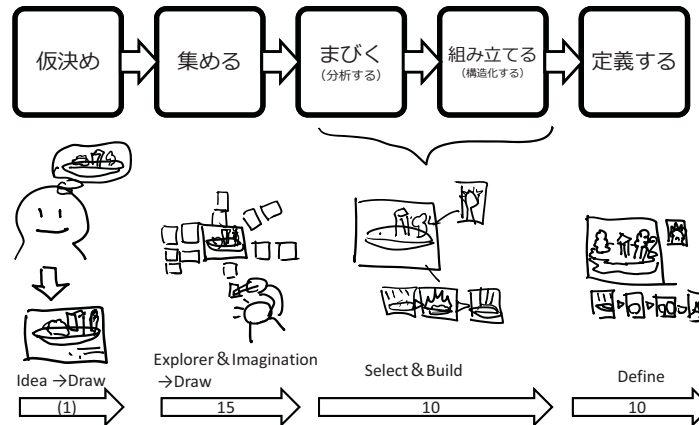 仮決め
集める
まびく
（分析する）
組み立てる
（構造化する）
定義する
Idea →Draw
Explorer＆Imagination
→Draw
Select＆Build
Define
(1)
15
10
10